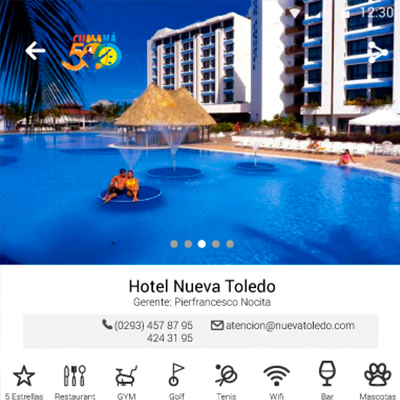 12:30
CUMANÁ
500
Hotel Nueva Toledo
Gerente: Pierfrancesco Nocita
(0293) 457 87 95 atencion@nuevatoledo.com
424 31 95
5 Estrellas Restaurant GYM Golf Tenis Wifi Bar Mascotas